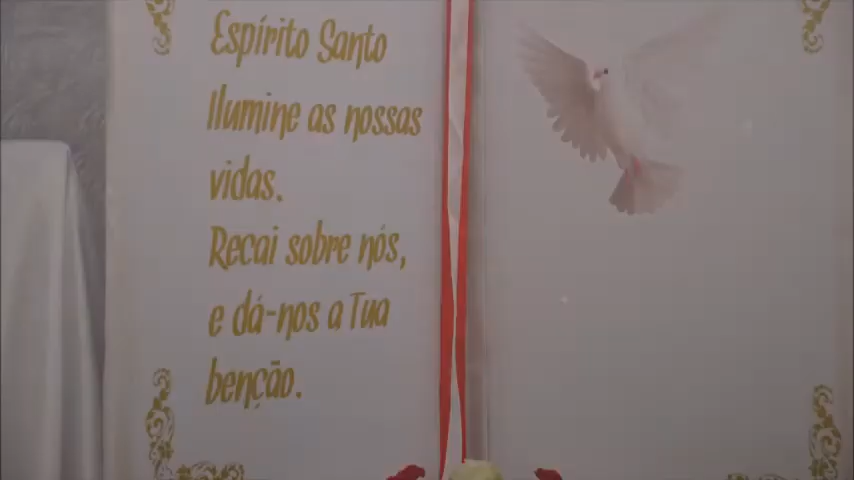 Espírito Santo
Ilumine as nossas
vidas.
Recai sobre nós,
e dá-nos a Tua
benção.